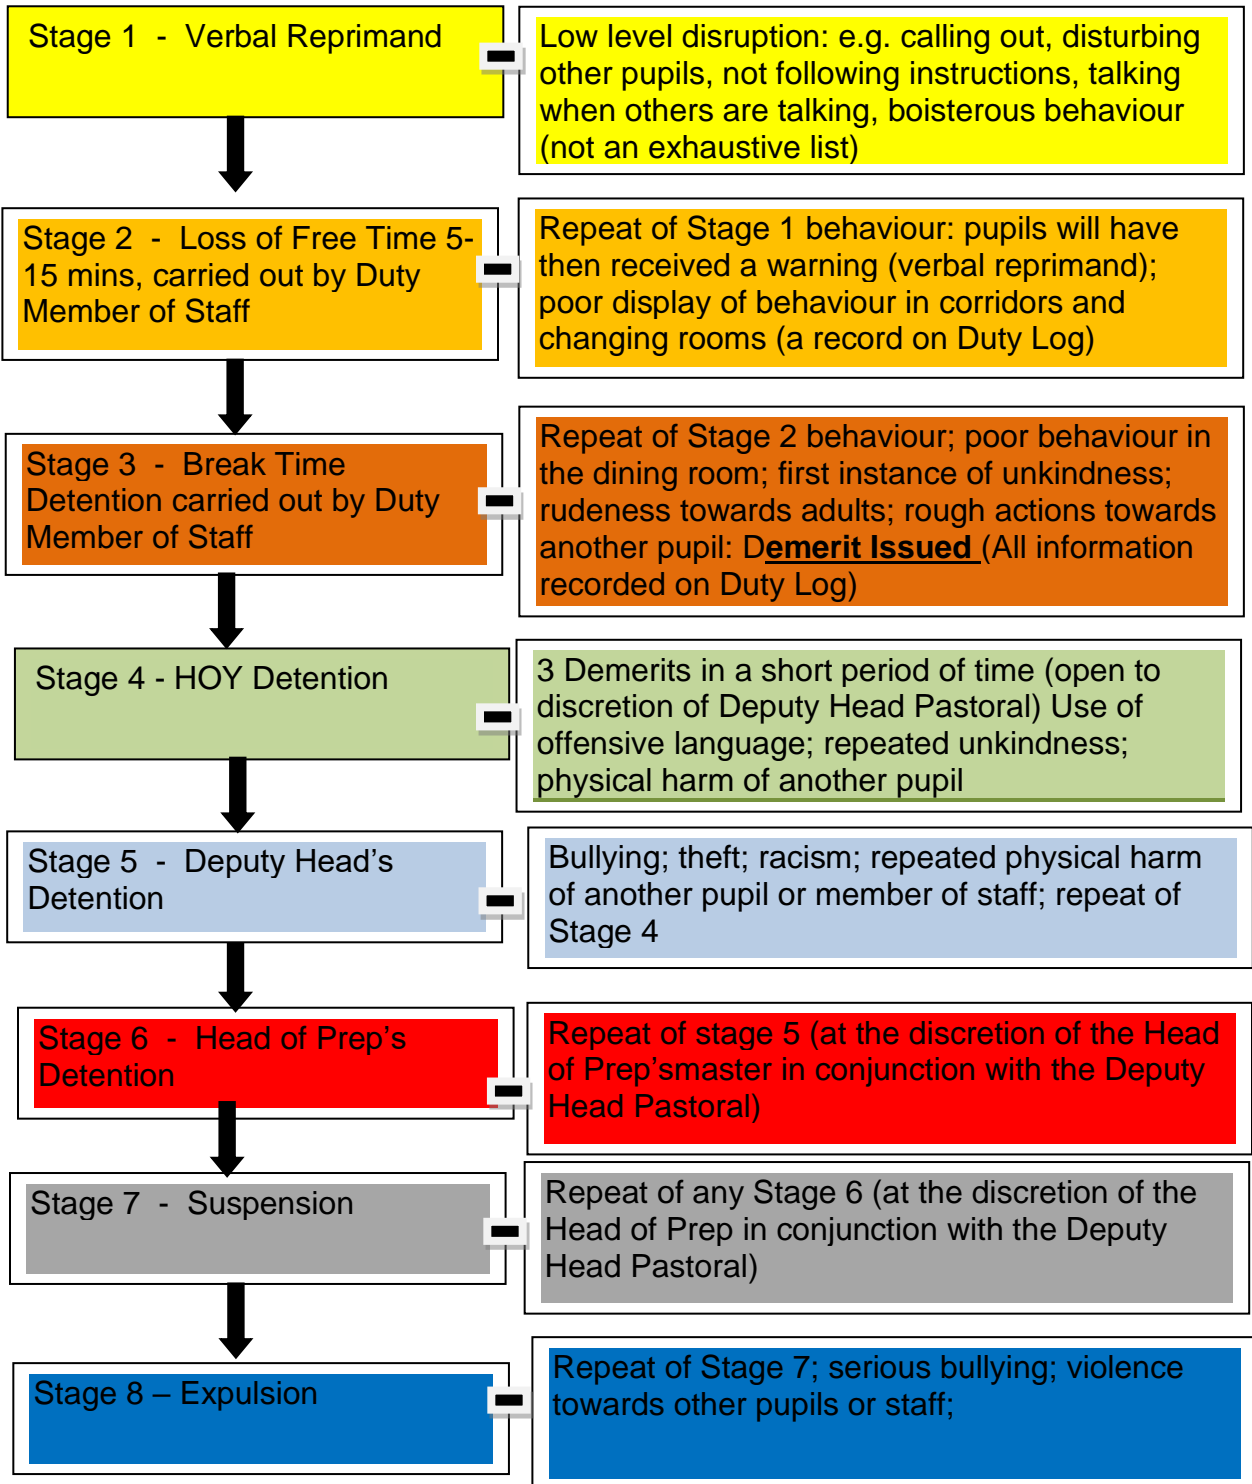 Stage 1  -  Verbal Reprimand
Low level disruption: e.g. calling out, disturbing
other pupils, not following instructions, talking
when others are talking, boisterous behaviour
(not an exhaustive list)
Stage 2  -  Loss of Free Time 5-
15 mins, carried out by Duty
Member of Staff
Repeat of Stage 1 behaviour: pupils will have
then received a warning (verbal reprimand);
poor display of behaviour in corridors and
changing rooms (a record on Duty Log)
Stage 3  -  Break Time
Detention carried out by Duty
Member of Staff
Repeat of Stage 2 behaviour; poor behaviour in
the dining room; first instance of unkindness;
rudeness towards adults; rough actions towards
another pupil: Demerit Issued (All information
recorded on Duty Log)
Stage 4 - HOY Detention
3 Demerits in a short period of time (open to
discretion of Deputy Head Pastoral) Use of
offensive language; repeated unkindness;
physical harm of another pupil
Stage 5  -  Deputy Head’s
Detention
Bullying; theft; racism; repeated physical harm
of another pupil or member of staff; repeat of
Stage 4
Stage 6  -  Head of Prep’s
Detention
Repeat of stage 5 (at the discretion of the Head
of Prep’smaster in conjunction with the Deputy
Head Pastoral)
Stage 7  -  Suspension
Repeat of any Stage 6 (at the discretion of the
Head of Prep in conjunction with the Deputy
Head Pastoral)
Stage 8 – Expulsion
Repeat of Stage 7; serious bullying; violence
towards other pupils or staff;